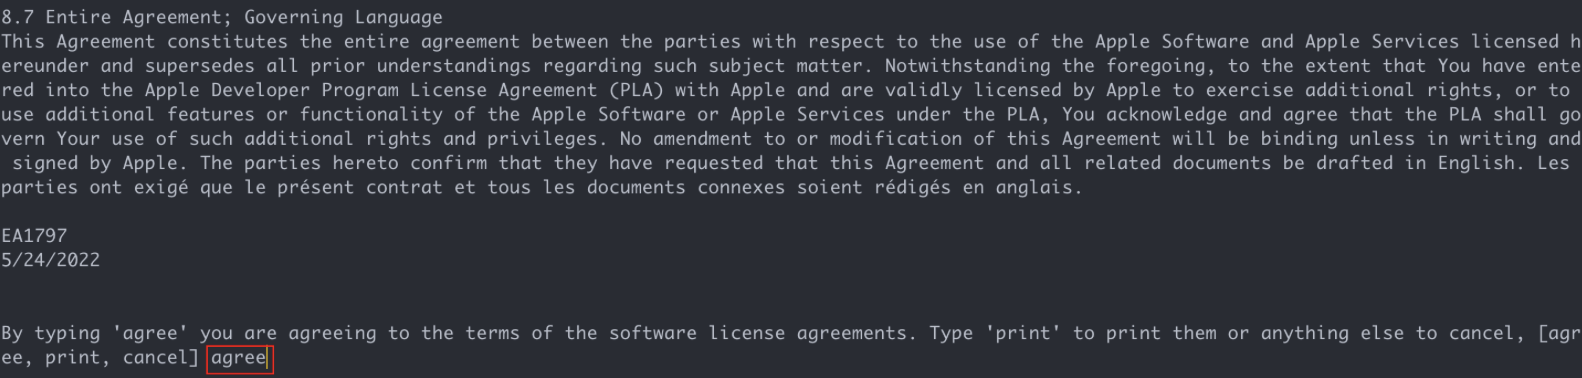 8.7 Entire Agreement; Governing Language
This Agreement constitutes the entire agreement between the parties with respect to the use of the Apple Software and Apple Services licensed h
ereunder and supersedes all prior understandings regarding such subject matter. Notwithstanding the foregoing, to the extent that You have ente
red into the Apple Developer Program License Agreement (PLA) with Apple and are validly licensed by Apple to exercise additional rights, or to
use additional features or functionality of the Apple Software or Apple Services under the PLA, You acknowledge and agree that the PLA shall go
vern Your use of such additional rights and privileges. No amendment to or modification of this Agreement will be binding unless in writing and
signed by Apple. The parties hereto confirm that they have requested that this Agreement and all related documents be drafted in English. Les
parties ont exigé que le présent contrat et tous les documents connexes soient rédigés en anglais.
EA1797
5/24/2022
By typing 'agree' you are agreeing to the terms of the software license agreements. Type 'print' to print them or anything else to cancel, [agr
ee, print, cancel] agree